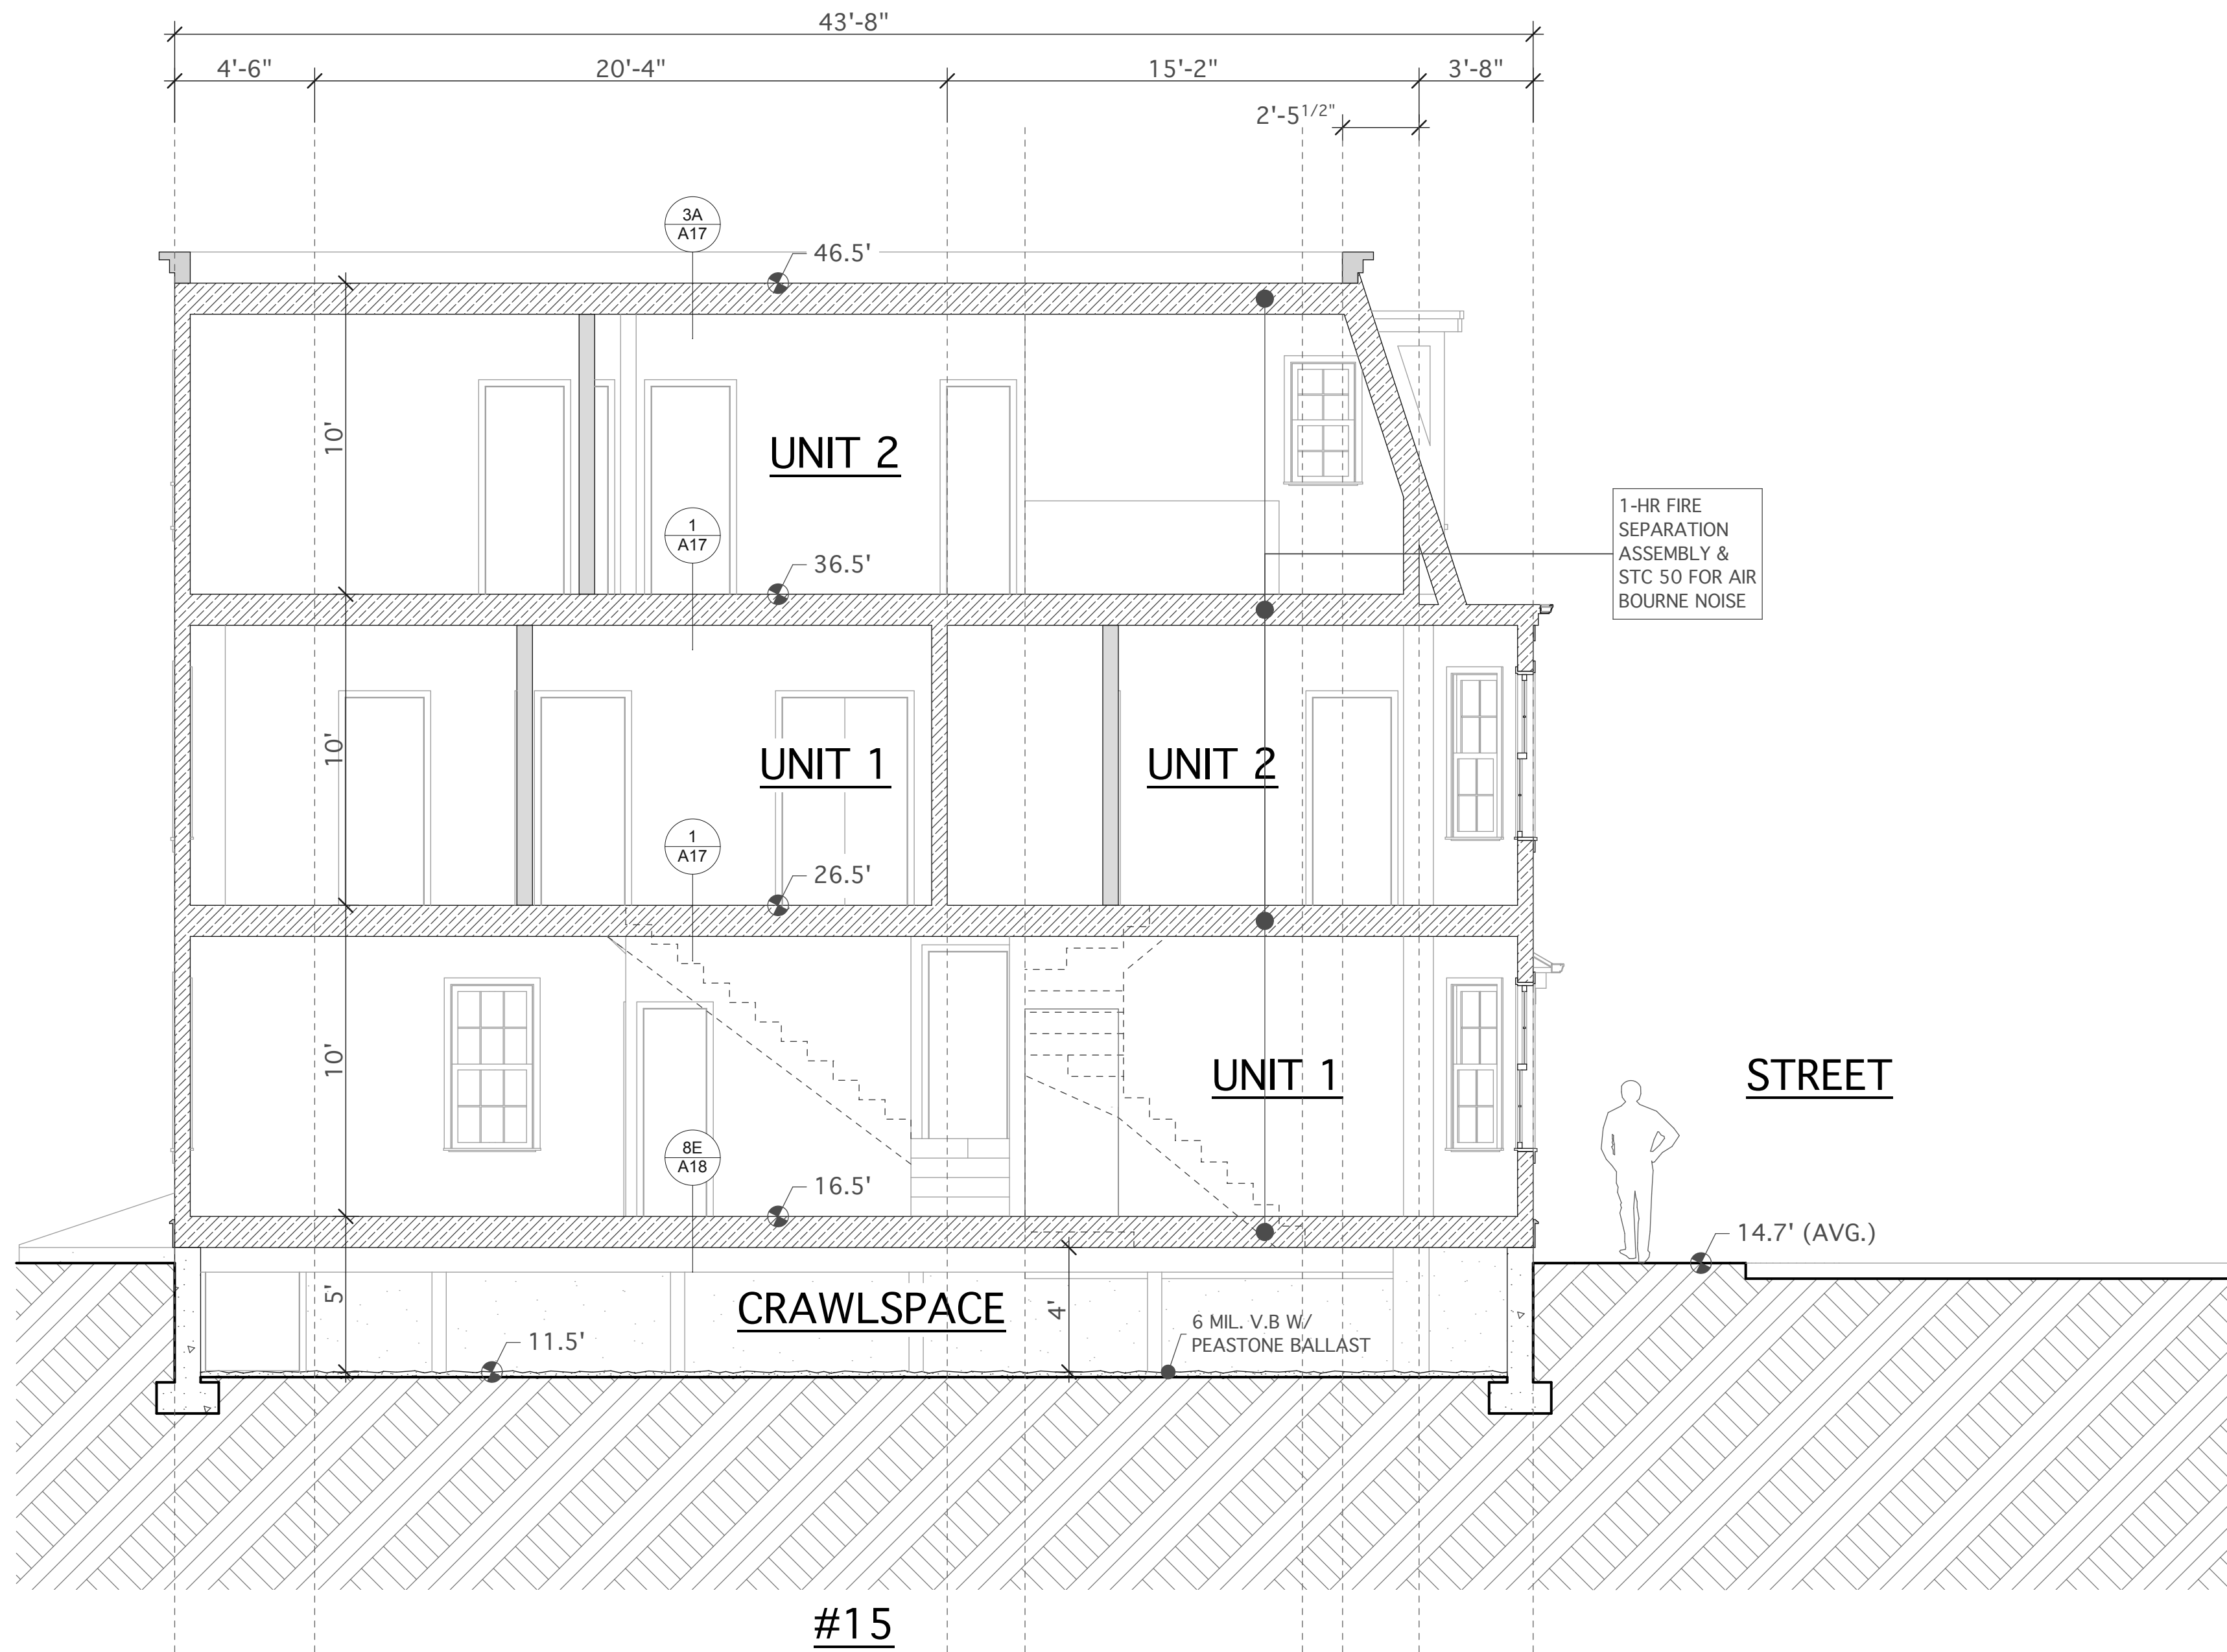 43'-8"
4'-6"
20'-4"
15'-2"
3'-8"
2'-5 1/2"
3A
A17
46.5'
10'
UNIT 2
1
A17
36.5'
1-HR FIRE
SEPARATION
ASSEMBLY &
STC 50 FOR AIR
BOURNE NOISE
10'
UNIT 1
UNIT 2
1
A17
26.5'
10'
UNIT 1
STREET
8E
A18
16.5'
14.7' (AVG.)
5'
CRAWLSPACE
4'
6 MIL. V.B W/
PEASTONE BALLAST
11.5'
#15